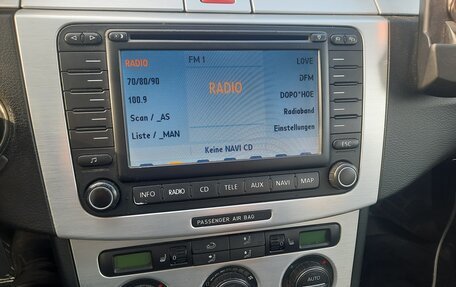 RADIO
FM 1
LOVE
70/80/90
DFM
RADIO
100.9
DOPO*HOE
Scan / _AS
Radioband
Liste / _MAN
Einstellungen
Keine NAVI CD
ESC
INFO RADIO CD TELE AUX NAVI MAP
PASSENGER AIR BAG
AUTO